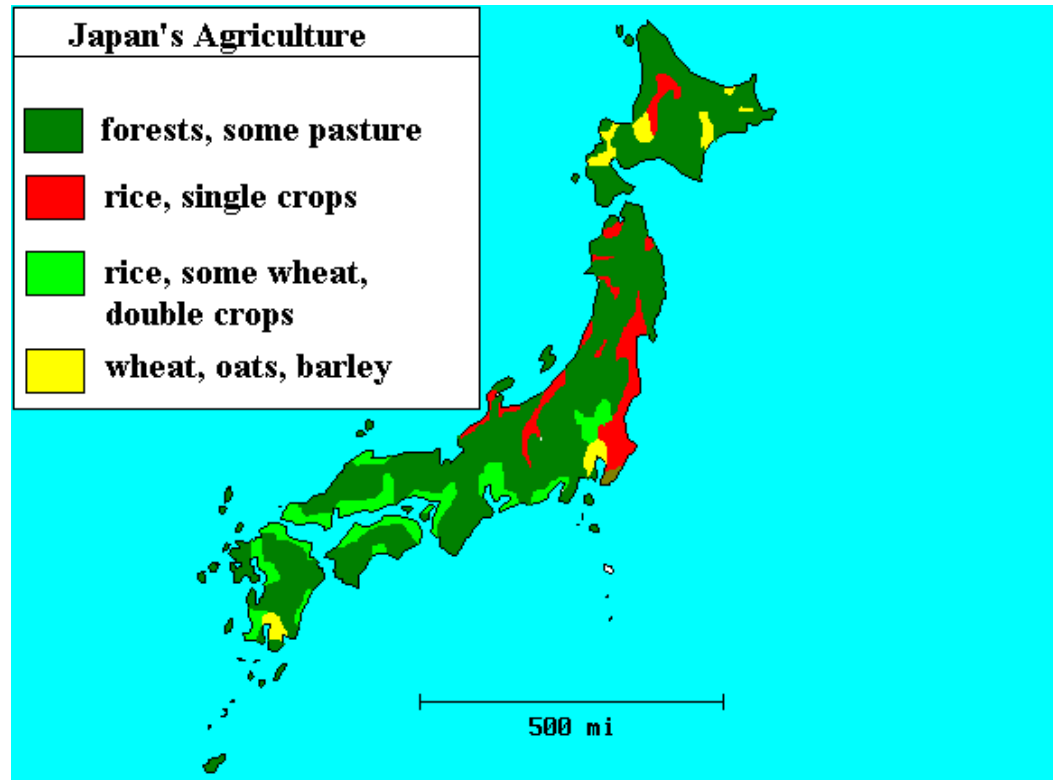 Japan's Agriculture
forests, some pasture
rice, single crops
rice, some wheat,
double crops
wheat, oats, barley
500 mi